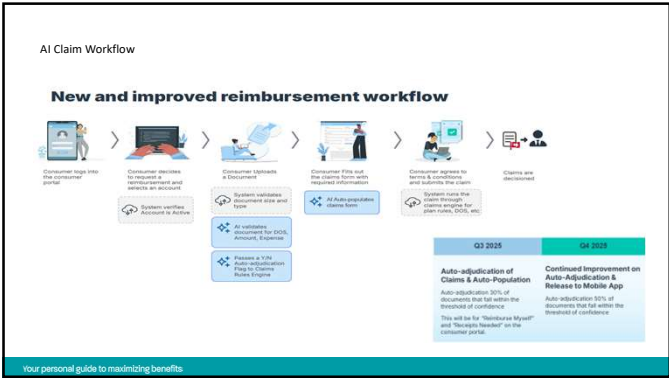 AI Claim Workflow
New and improved reimbursement workflow
Consumer logs into
the consumer
portal
Consumer decides
to request a
reimbursement and
selects an account
System verifies
Account is Active
Consumer Uploads
a Document
System validates
document size and
type
AI validates
document for DOS,
Amount, Expense
Passes a Y/N
Auto-adjudication
Flag to Claims
Rules Engine
Consumer Fills out
the claims form with
required information
AI Auto-populates
claims form
Consumer agrees to
terms & conditions
and submits the claim
System runs the
claim through
claims engine for
plan rules, DOS, etc
Claims are
decisioned
Q3 2025
Auto-adjudication of
Claims & Auto-Population
Auto-adjudication 30% of
documents that fall within the
threshold of confidence
This will be for "Reimburse Myself"
and "Receipts Needed" on the
consumer portal.
Q4 2025
Continued Improvement on
Auto-Adjudication &
Release to Mobile App
Auto-adjudication 50% of
documents that fall within the
threshold of confidence
Your personal guide to maximizing benefits